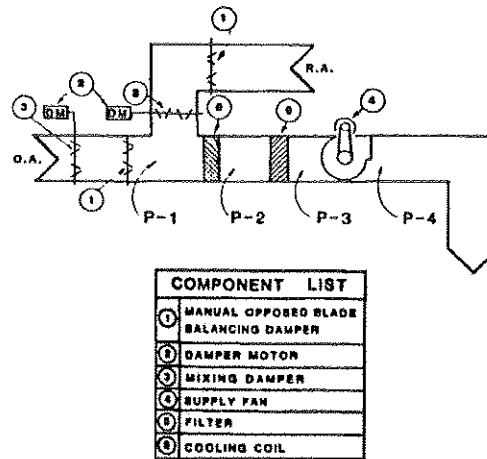 1
R.A.
2
DM
DM
3
3
5
6
4
O.A.
1
P-1
P-2
P-3
P-4
COMPONENT LIST
1 MANUAL OPPOSED BLADE BALANCING DAMPER
2 DAMPER MOTOR
3 MIXING DAMPER
4 SUPPLY FAN
5 FILTER
6 COOLING COIL